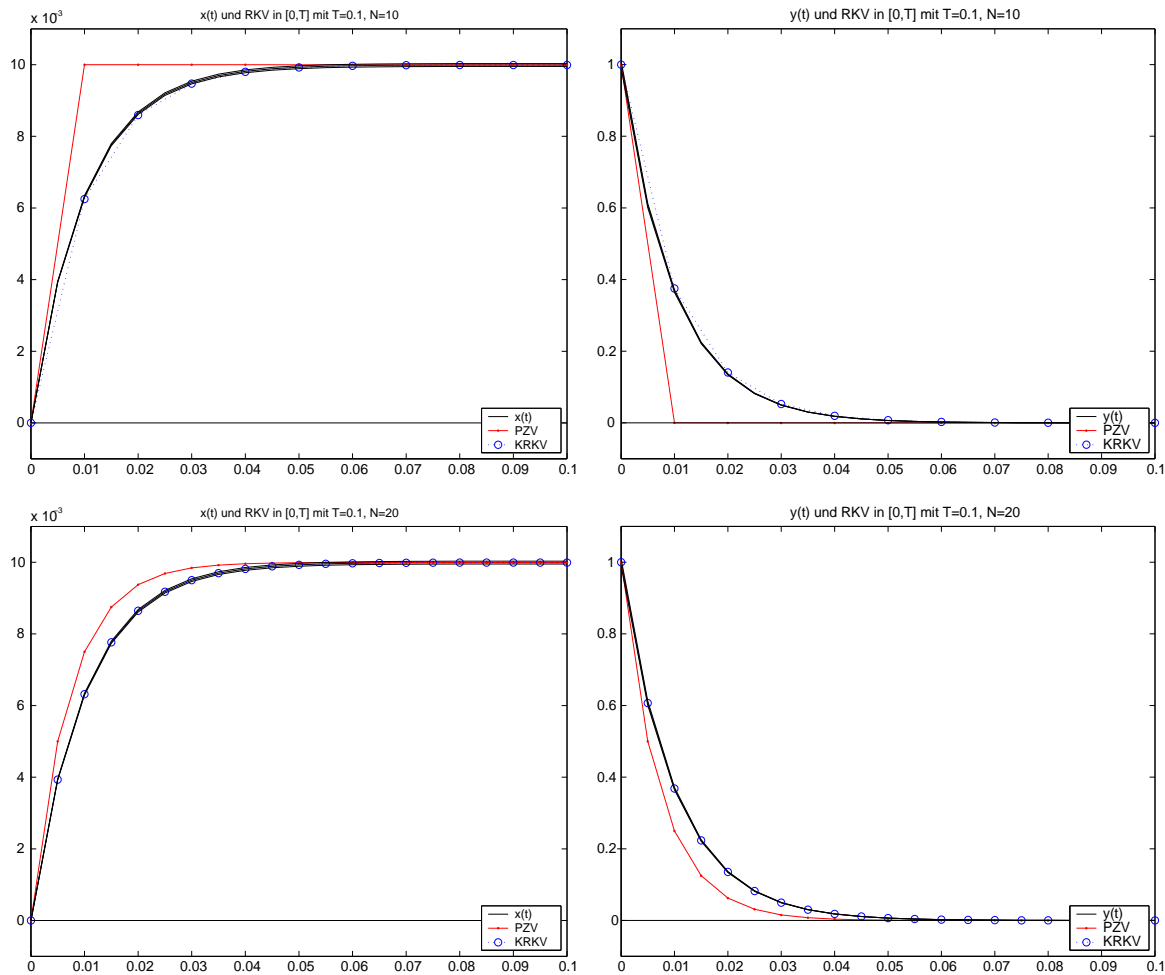 x(t) und RKV in [0,T] mit T=0.1, N=10
x 10⁻³
10
8
6
4
2
0
x(t)
PZV
KRKV
0 0.01 0.02 0.03 0.04 0.05 0.06 0.07 0.08 0.09 0.1
y(t) und RKV in [0,T] mit T=0.1, N=10
1
0.8
0.6
0.4
0.2
0
y(t)
PZV
KRKV
0 0.01 0.02 0.03 0.04 0.05 0.06 0.07 0.08 0.09 0.1
x(t) und RKV in [0,T] mit T=0.1, N=20
x 10⁻³
10
8
6
4
2
0
x(t)
PZV
KRKV
0 0.01 0.02 0.03 0.04 0.05 0.06 0.07 0.08 0.09 0.1
y(t) und RKV in [0,T] mit T=0.1, N=20
1
0.8
0.6
0.4
0.2
0
y(t)
PZV
KRKV
0 0.01 0.02 0.03 0.04 0.05 0.06 0.07 0.08 0.09 0.1